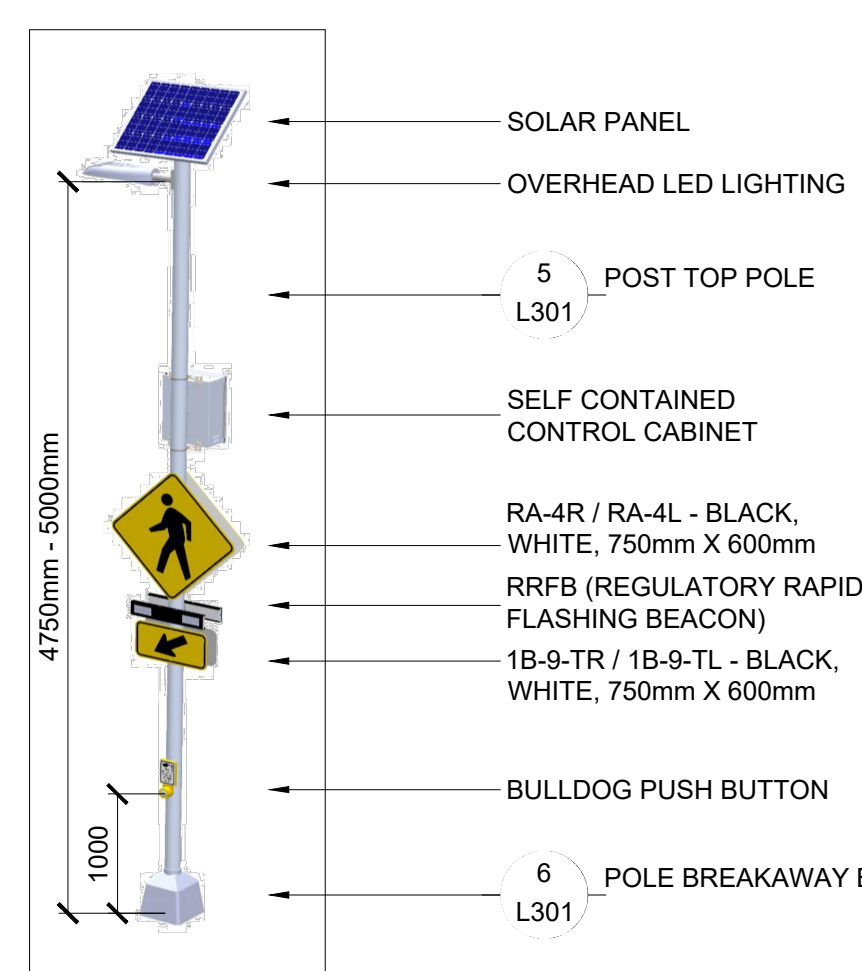 SOLAR PANEL
OVERHEAD LED LIGHTING
5
L301
POST TOP POLE
SELF CONTAINED
CONTROL CABINET
4750mm - 5000mm
RA-4R / RA-4L - BLACK,
WHITE, 750mm X 600mm
RRFB (REGULATORY RAPID
FLASHING BEACON)
1B-9-TR / 1B-9-TL - BLACK,
WHITE, 750mm X 600mm
BULLDOG PUSH BUTTON
1000
6
L301
POLE BREAKAWAY